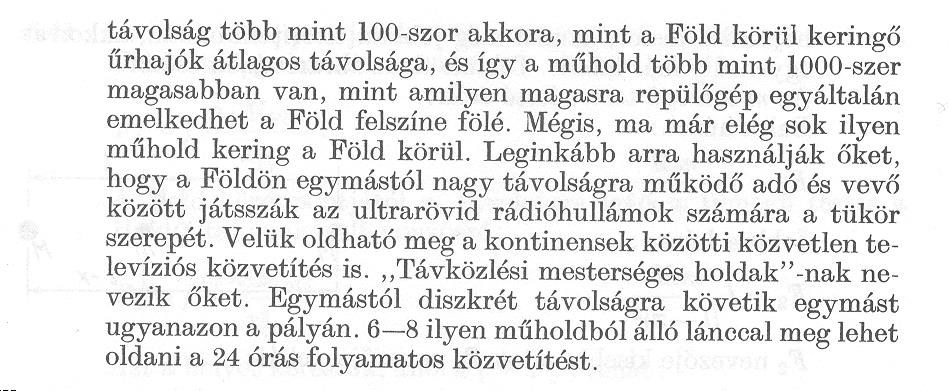 távolság több mint 100-szor akkora, mint a Föld körül keringő
űrhajók átlagos távolsága, és így a műhold több mint 1000-szer
magasabban van, mint amilyen magasra repülőgép egyáltalán
emelkedhet a Föld felszíne fölé. Mégis, ma már elég sok ilyen
műhold kering a Föld körül. Leginkább arra használják őket,
hogy a Földön egymástól nagy távolságra működő adó és vevő
között játsszák az ultrarövid rádióhullámok számára a tükör
szerepét. Velük oldható meg a kontinensek közötti közvetlen te-
levíziós közvetítés is. ,,Távközlési mesterséges holdak”-nak ne-
vezik őket. Egymástól diszkrét távolságra követik egymást
ugyanazon a pályán. 6—8 ilyen műholdból álló lánccal meg lehet
oldani a 24 órás folyamatos közvetítést.